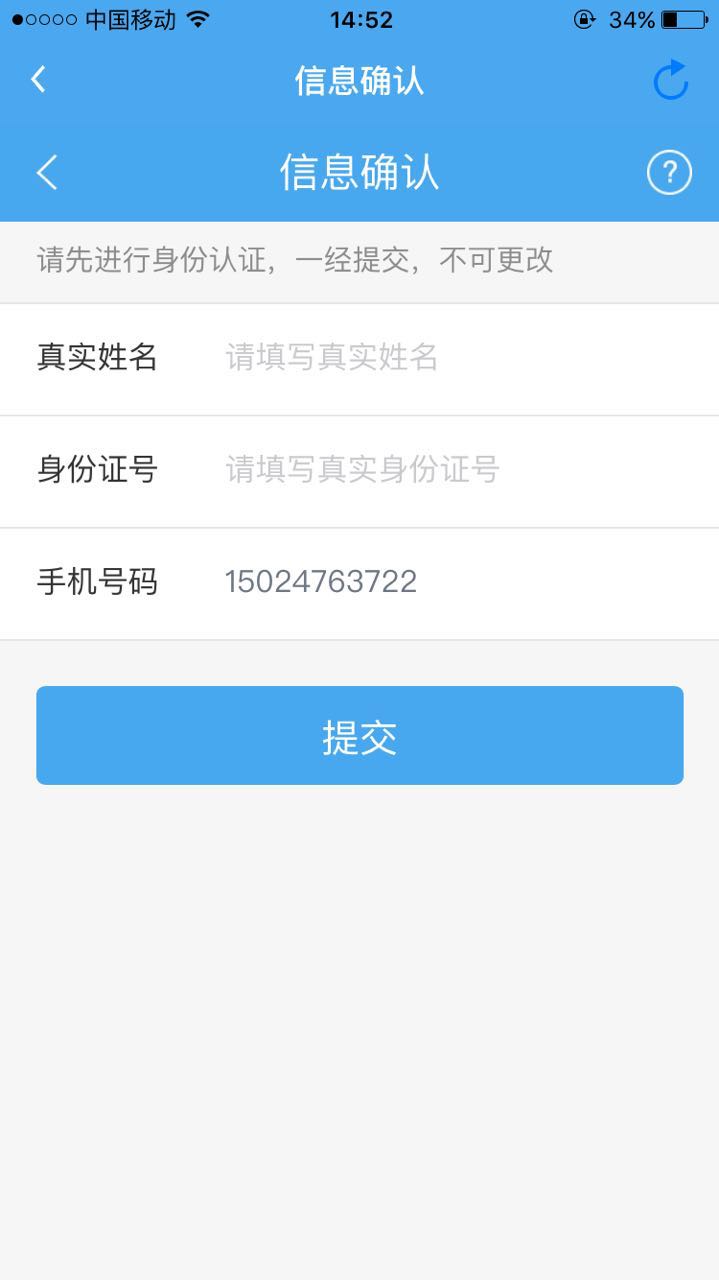 中国移动 14:52 34%
信息确认
信息确认 ?
请先进行身份认证，一经提交，不可更改
真实姓名 请填写真实姓名
身份证号 请填写真实身份证号
手机号码 15024763722
提交